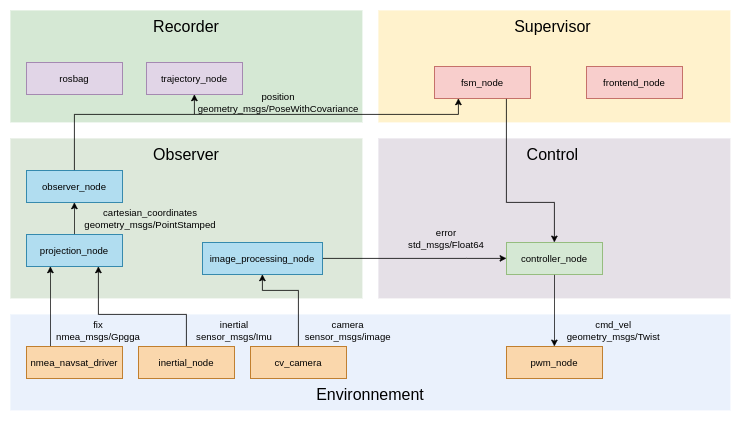 Recorder
Supervisor
rosbag
trajectory_node
fsm_node
frontend_node
position
geometry_msgs/PoseWithCovariance
Observer
Control
observer_node
cartesian_coordinates
geometry_msgs/PointStamped
projection_node
image_processing_node
error
std_msgs/Float64
controller_node
fix
nmea_msgs/Gpgga
inertial
sensor_msgs/Imu
camera
sensor_msgs/image
cmd_vel
geometry_msgs/Twist
nmea_navsat_driver
inertial_node
cv_camera
pwm_node
Environnement